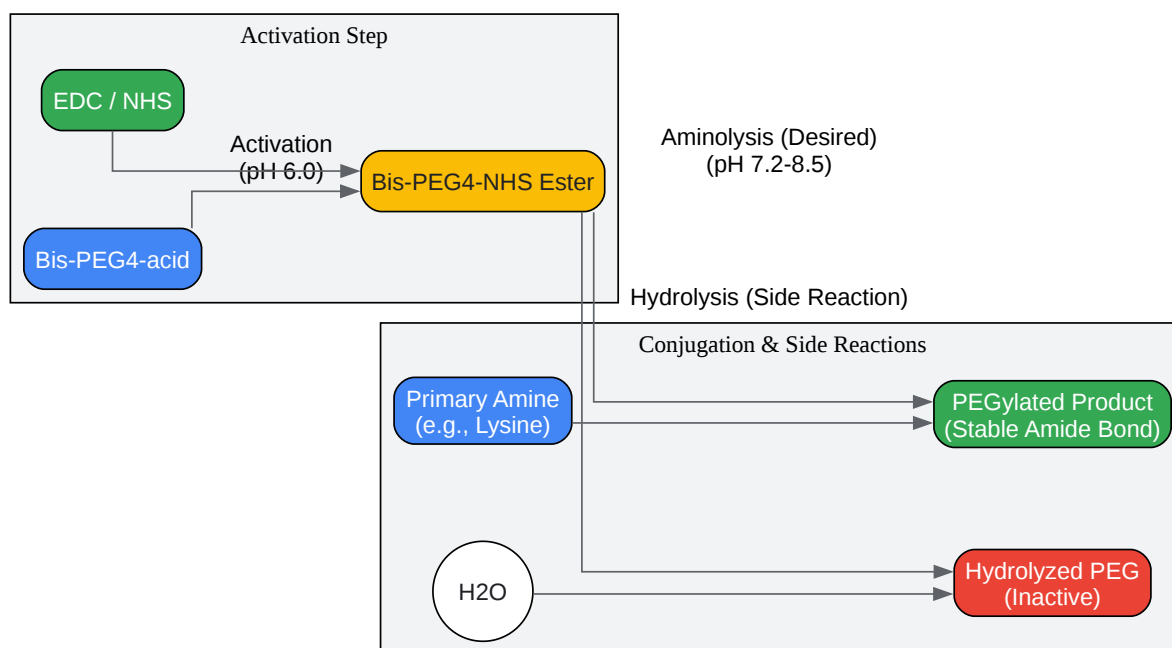 Activation Step
EDC / NHS
Activation
(pH 6.0)
Bis-PEG4-NHS Ester
Bis-PEG4-acid
Aminolysis (Desired)
(pH 7.2-8.5)
Hydrolysis (Side Reaction)
Conjugation & Side Reactions
Primary Amine
(e.g., Lysine)
PEGylated Product
(Stable Amide Bond)
H2O
Hydrolyzed PEG
(Inactive)